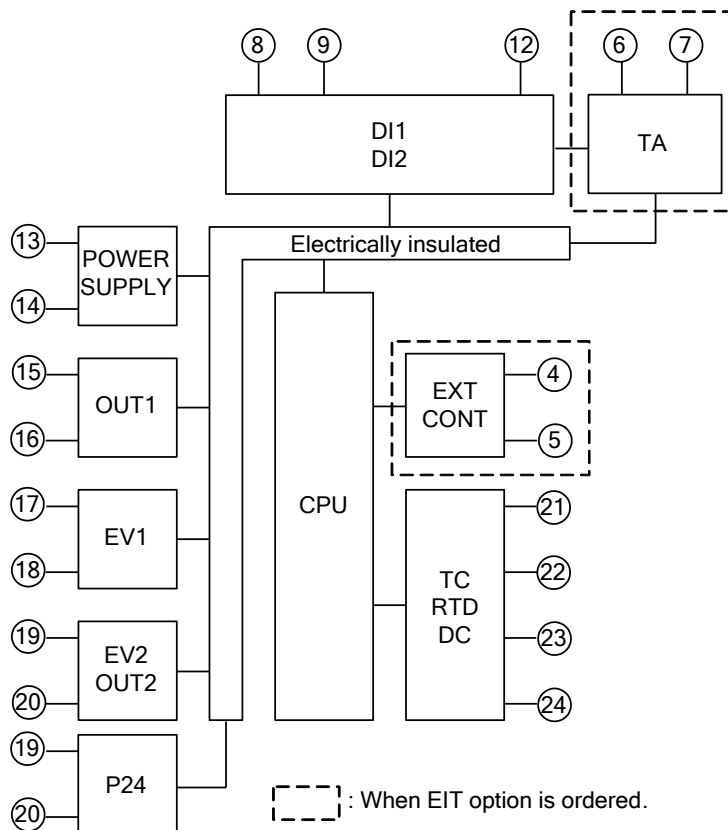 8
9
12
6
7
DI1
DI2
TA
Electrically insulated
13
14
POWER
SUPPLY
15
16
OUT1
EXT
CONT
4
5
17
18
EV1
CPU
TC
RTD
DC
21
22
23
24
19
20
EV2
OUT2
19
20
P24
: When EIT option is ordered.